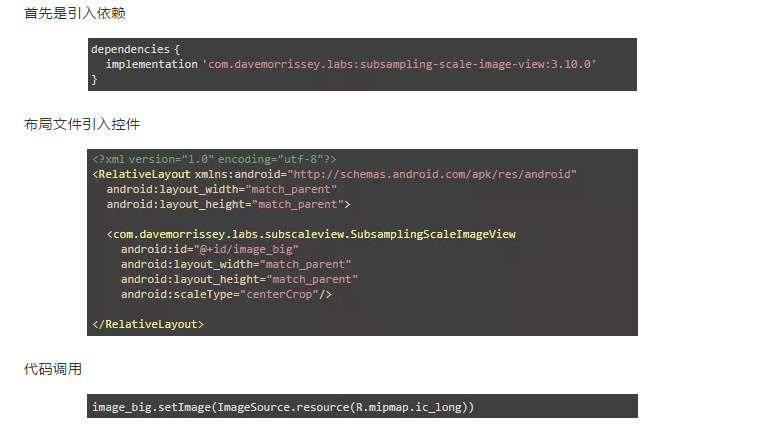 首先是引入依赖
dependencies {
implementation 'com.davemorrissey.labs:subsampling-scale-image-view:3.10.0'
}
布局文件引入控件
<?xml version="1.0" encoding="utf-8"?>
<RelativeLayout xmlns:android="http://schemas.android.com/apk/res/android"
android:layout_width="match_parent"
android:layout_height="match_parent">
<com.davemorrissey.labs.subscaleview.SubsamplingScaleImageView
android:id="@+id/image_big"
android:layout_width="match_parent"
android:layout_height="match_parent"
android:scaleType="centerCrop"/>
</RelativeLayout>
代码调用
image_big.setImage(ImageSource.resource(R.mipmap.ic_long))